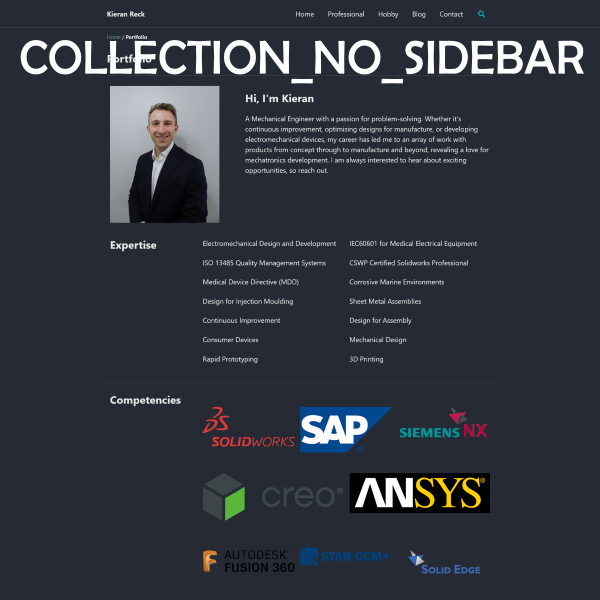 Kieran Reck
Home Professional Hobby Blog Contact
Home / Portfolio
Portfolio
COLLECTION_NO_SIDEBAR
Hi, I'm Kieran
A Mechanical Engineer with a passion for problem-solving. Whether it's
continuous improvement, optimising designs for manufacture, or developing
electromechanical devices, my career has led me to an array of work with
products from concept through to manufacture and beyond, revealing a love for
mechatronics development. I am always interested to hear about exciting
opportunities, so reach out.
Expertise
Electromechanical Design and Development
IEC60601 for Medical Electrical Equipment
ISO 13485 Quality Management Systems
CSWP Certified Solidworks Professional
Medical Device Directive (MDD)
Corrosive Marine Environments
Design for Injection Moulding
Sheet Metal Assemblies
Continuous Improvement
Design for Assembly
Consumer Devices
Mechanical Design
Rapid Prototyping
3D Printing
Competencies
SOLIDWORKS
SAP
SIEMENS NX
creo®
ANSYS®
AUTODESK®
FUSION 360
STAR-CCM+
SOLID EDGE